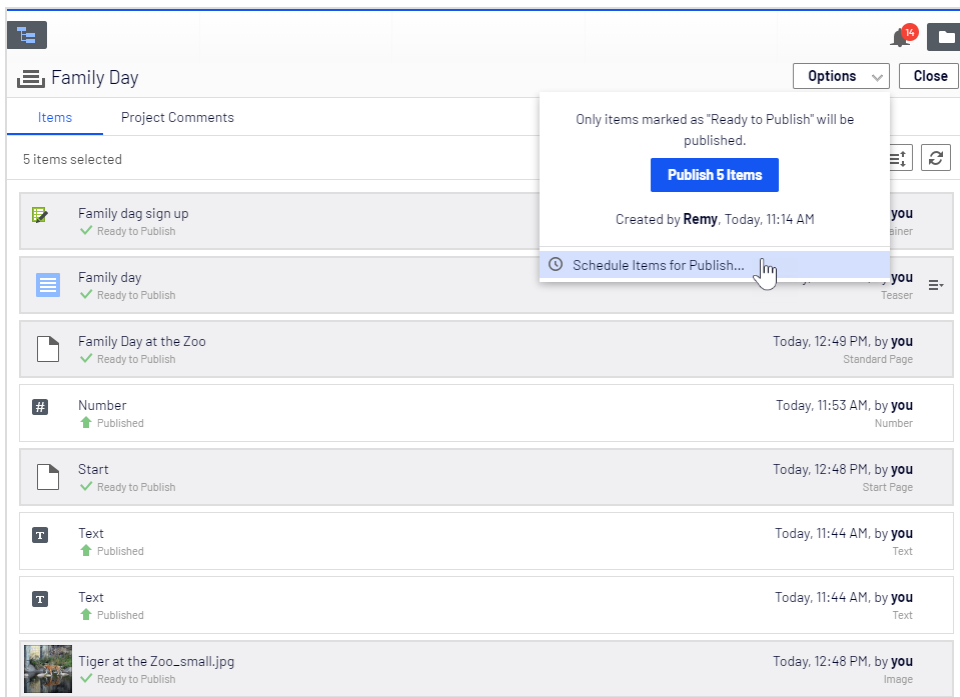 14
Family Day
Options
Close
Items
Project Comments
Only items marked as "Ready to Publish" will be
published.
5 items selected
Publish 5 Items
Created by Remy, Today, 11:14 AM
Schedule Items for Publish...
Family dag sign up
you
Ready to Publish
ainer
Family day
you
Ready to Publish
Teaser
Family Day at the Zoo
Today, 12:49 PM, by you
Ready to Publish
Standard Page
#
Number
Today, 11:53 AM, by you
Published
Number
Start
Today, 12:48 PM, by you
Ready to Publish
Start Page
T
Text
Today, 11:44 AM, by you
Published
Text
T
Text
Today, 11:44 AM, by you
Published
Text
Tiger at the Zoo_small.jpg
Today, 12:48 PM, by you
Ready to Publish
Image